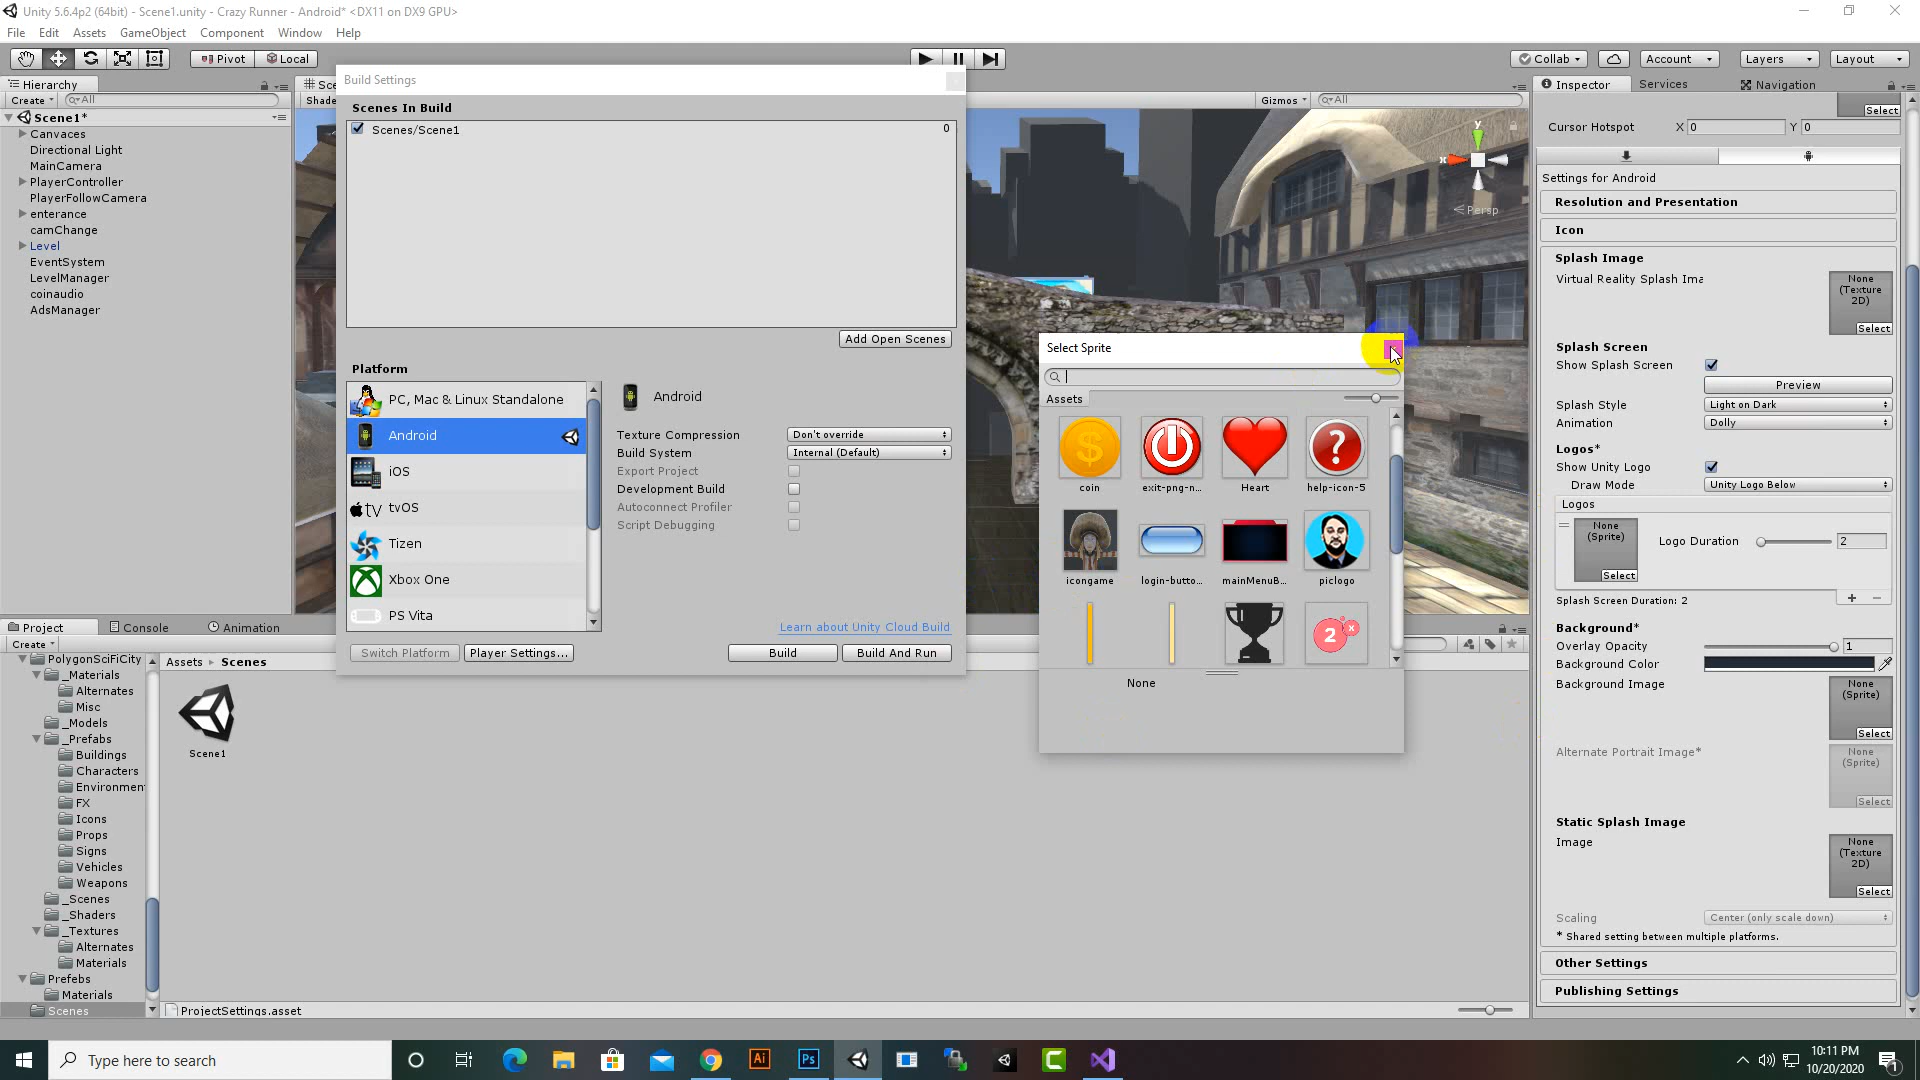 Unity 5.6.4p2 (64bit) - Scene1.unity - Crazy Runner - Android* <DX11 on DX9 GPU>
File Edit Assets GameObject Component Window Help
Pivot Local Collab Account Layers Layout
Hierarchy
Create All
Scene1*
Canvaces
Directional Light
MainCamera
PlayerController
PlayerFollowCamera
enterance
camChange
Level
EventSystem
LevelManager
coinaudio
AdsManager
Sce
Shade
Gizmos All
Persp
Build Settings
Scenes In Build
Scenes/Scene1 0
Add Open Scenes
Platform
PC, Mac & Linux Standalone
Android
iOS
tv tvOS
Tizen
Xbox One
PS Vita
Android
Texture Compression Don't override
Build System Internal (Default)
Export Project
Development Build
Autoconnect Profiler
Script Debugging
Learn about Unity Cloud Build
Switch Platform Player Settings... Build Build And Run
Select Sprite
Assets
coin exit-png-n... Heart help-icon-5
icongame login-butto... mainMenuB... piclogo
2 x
None
Inspector Services Navigation
Select
Cursor Hotspot X 0 Y 0
Settings for Android
Resolution and Presentation
Icon
Splash Image
Virtual Reality Splash Ima None (Texture 2D) Select
Splash Screen
Show Splash Screen
Preview
Splash Style Light on Dark
Animation Dolly
Logos*
Show Unity Logo
Draw Mode Unity Logo Below
Logos
None (Sprite) Select Logo Duration 2
Splash Screen Duration: 2
Background*
Overlay Opacity 1
Background Color
Background Image None (Sprite) Select
Alternate Portrait Image* None (Sprite) Select
Static Splash Image
Image None (Texture 2D) Select
Scaling Center (only scale down)
* Shared setting between multiple platforms.
Other Settings
Publishing Settings
Project Console Animation
Create
PolygonSciFiCity
_Materials
Alternates
Misc
_Models
_Prefabs
Buildings
Characters
Environmen
FX
Icons
Props
Signs
Vehicles
Weapons
_Scenes
_Shaders
_Textures
Alternates
Materials
Prefebs
Materials
Scenes
Assets Scenes
Scene1
ProjectSettings.asset
Type here to search
Ai Ps
10:11 PM
10/20/2020
1